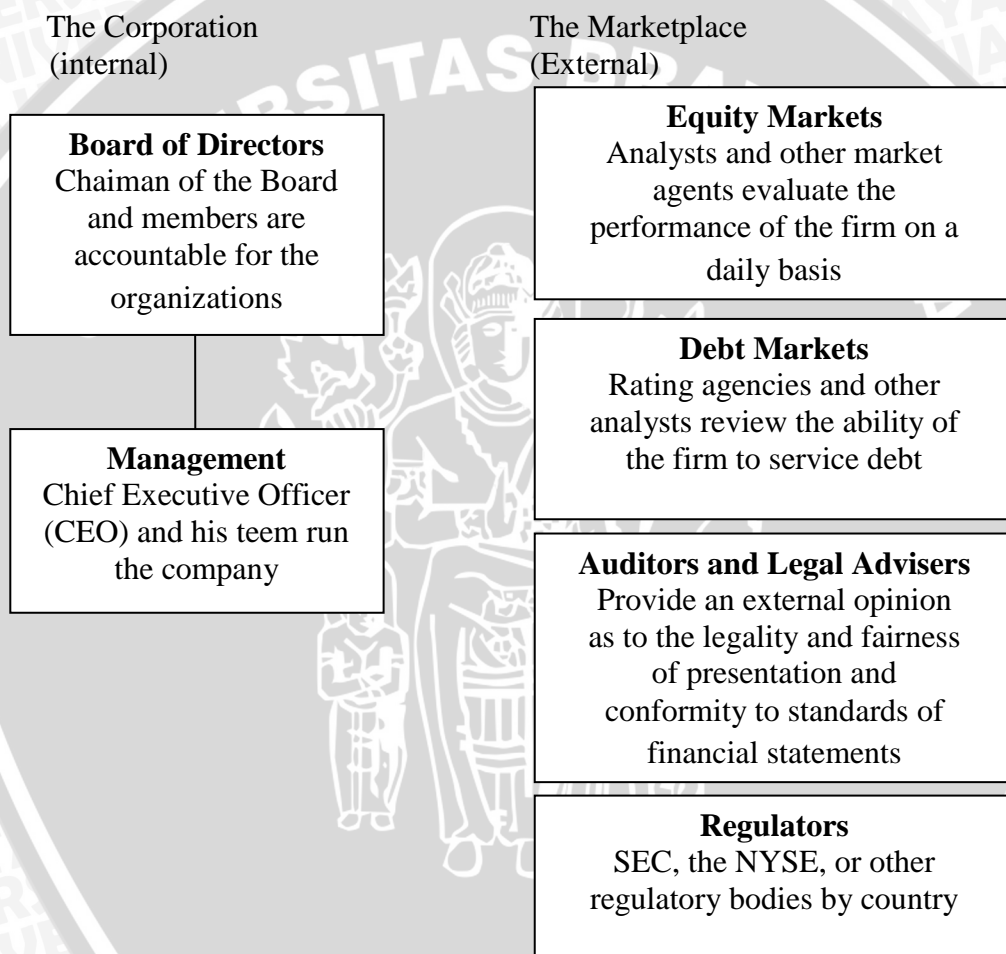 The Corporation
(internal)
The Marketplace
(External)
Board of Directors
Chaiman of the Board
and members are
accountable for the
organizations
Management
Chief Executive Officer
(CEO) and his teem run
the company
Equity Markets
Analysts and other market
agents evaluate the
performance of the firm on a
daily basis
Debt Markets
Rating agencies and other
analysts review the ability of
the firm to service debt
Auditors and Legal Advisers
Provide an external opinion
as to the legality and fairness
of presentation and
conformity to standards of
financial statements
Regulators
SEC, the NYSE, or other
regulatory bodies by country